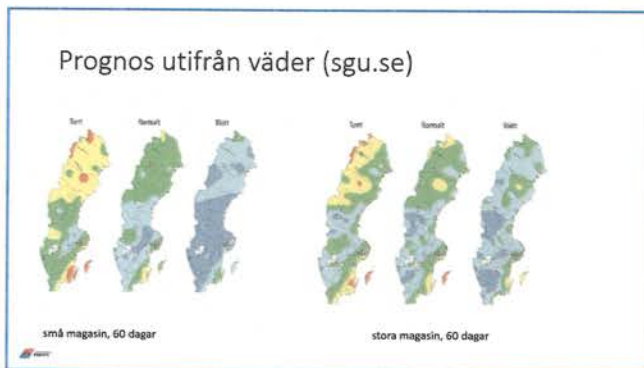 Prognos utifrån väder (sgu.se)
Torrt Normalt Blött
Torrt Normalt Blött
små magasin, 60 dagar
stora magasin, 60 dagar